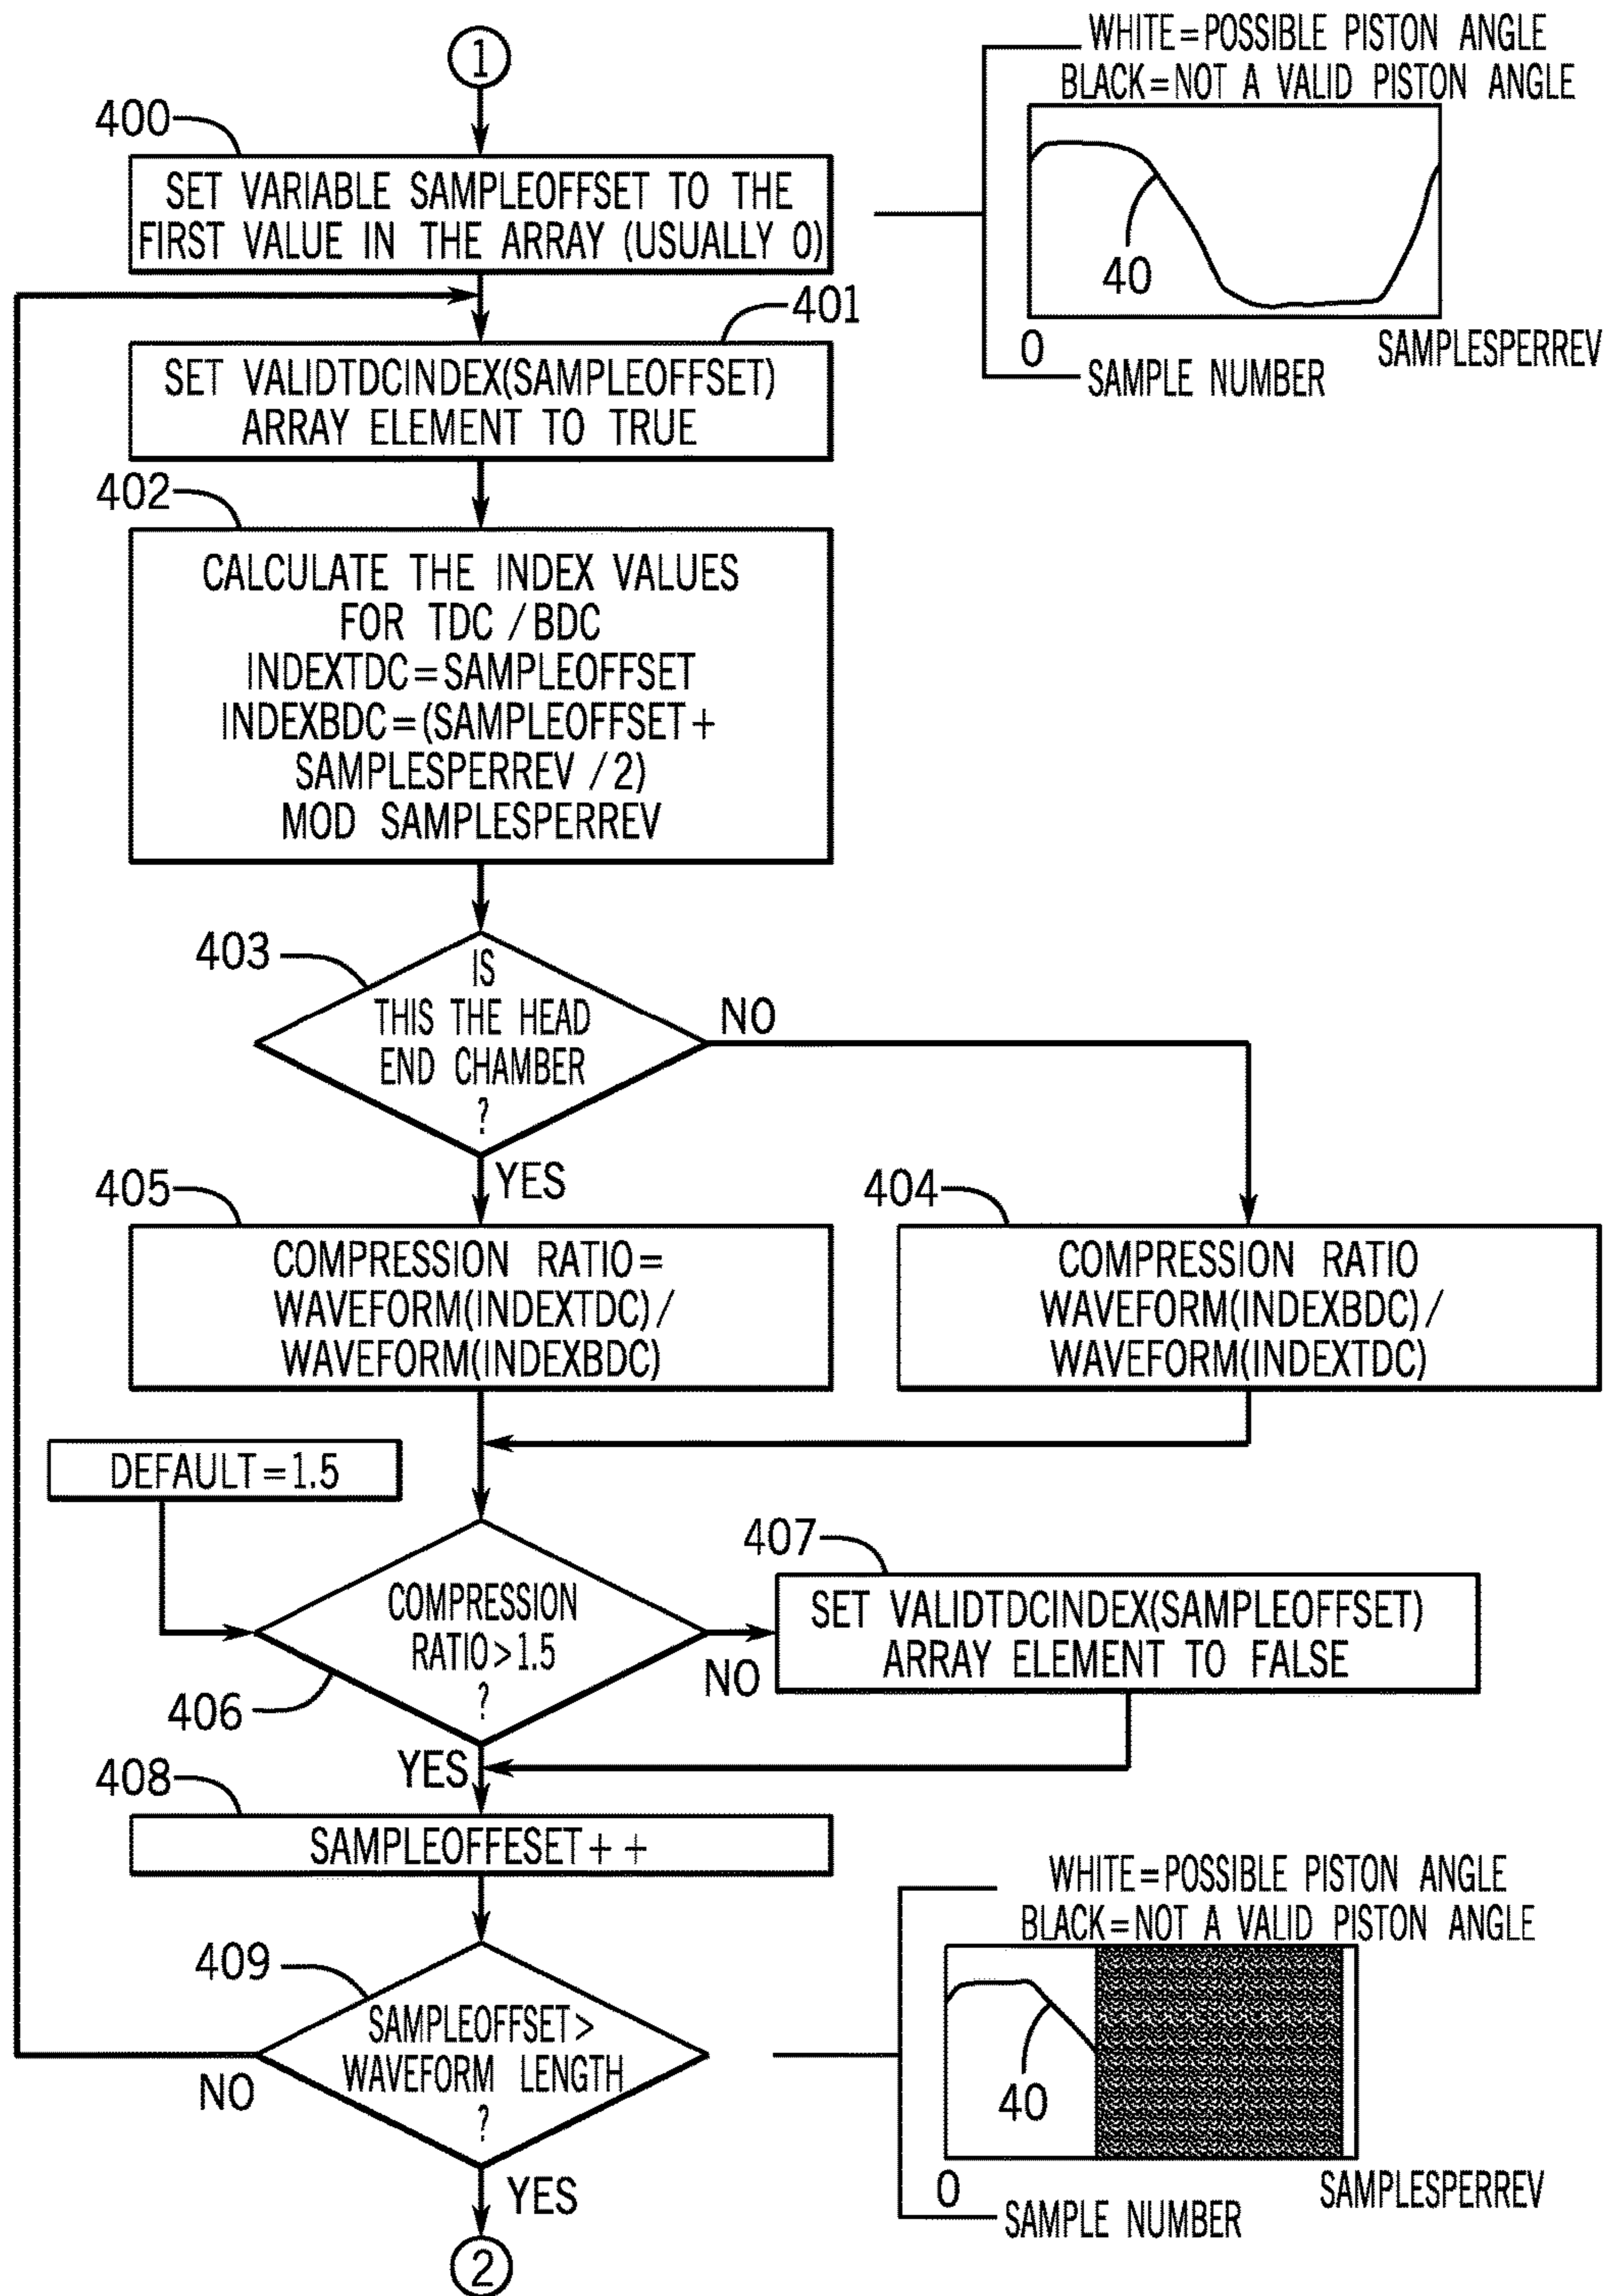 1
WHITE=POSSIBLE PISTON ANGLE
BLACK=NOT A VALID PISTON ANGLE
40
0
SAMPLESPERREV
SAMPLE NUMBER
400
SET VARIABLE SAMPLEOFFSET TO THE
FIRST VALUE IN THE ARRAY (USUALLY 0)
401
SET VALIDTDCINDEX(SAMPLEOFFSET)
ARRAY ELEMENT TO TRUE
402
CALCULATE THE INDEX VALUES
FOR TDC / BDC
INDEXTDC=SAMPLEOFFSET
INDEXBDC=(SAMPLEOFFSET+
SAMPLESPERREV / 2)
MOD SAMPLESPERREV
403
IS
THIS THE HEAD
END CHAMBER
?
NO
YES
405
COMPRESSION RATIO=
WAVEFORM(INDEXTDC)/
WAVEFORM(INDEXBDC)
404
COMPRESSION RATIO
WAVEFORM(INDEXBDC)/
WAVEFORM(INDEXTDC)
DEFAULT=1.5
406
COMPRESSION
RATIO>1.5
?
NO
YES
407
SET VALIDTDCINDEX(SAMPLEOFFSET)
ARRAY ELEMENT TO FALSE
408
SAMPLEOFFESET++
409
SAMPLEOFFSET>
WAVEFORM LENGTH
?
NO
YES
WHITE=POSSIBLE PISTON ANGLE
BLACK=NOT A VALID PISTON ANGLE
40
0
SAMPLESPERREV
SAMPLE NUMBER
2